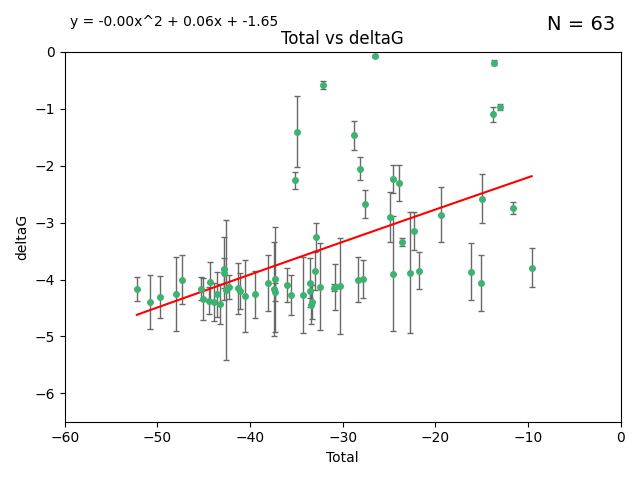 y = -0.00x^2 + 0.06x + -1.65
N = 63
Total vs deltaG
0
−1
−2
−3
−4
−5
−6
deltaG
−60 −50 −40 −30 −20 −10 0
Total